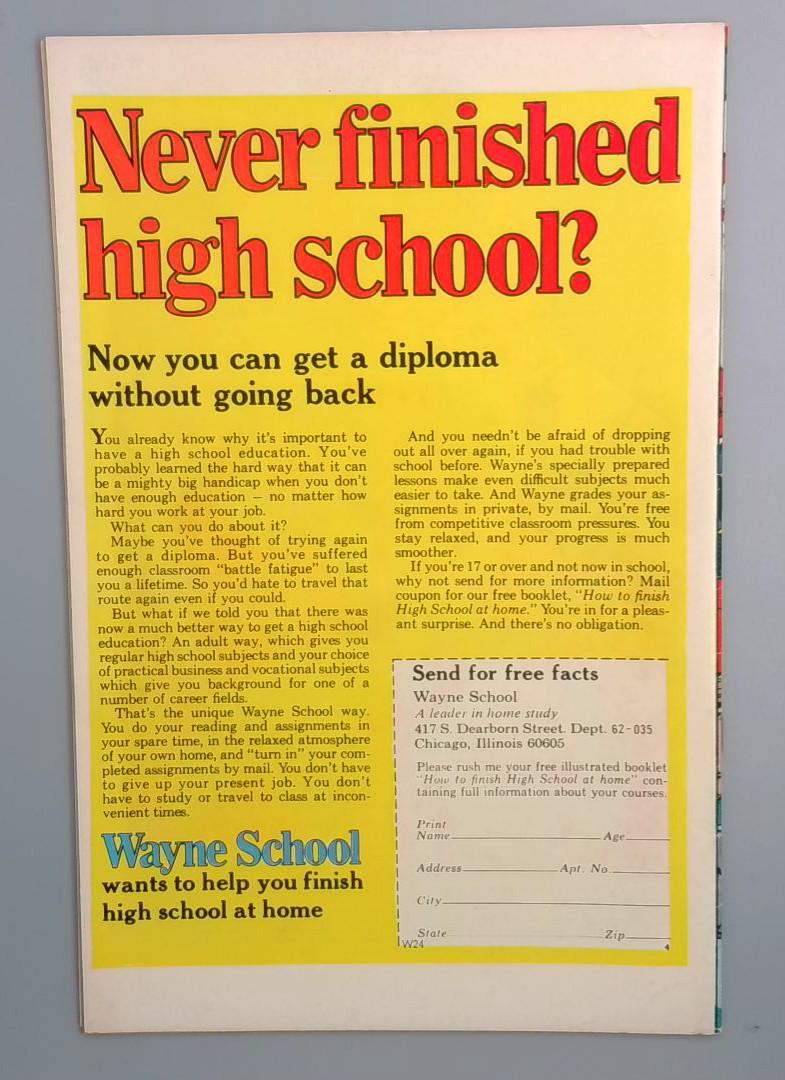 Never finished
high school?
Now you can get a diploma
without going back
You already know why it's important to
have a high school education. You've
probably learned the hard way that it can
be a mighty big handicap when you don't
have enough education — no matter how
hard you work at your job.
What can you do about it?
Maybe you've thought of trying again
to get a diploma. But you've suffered
enough classroom "battle fatigue" to last
you a lifetime. So you'd hate to travel that
route again even if you could.
But what if we told you that there was
now a much better way to get a high school
education? An adult way, which gives you
regular high school subjects and your choice
of practical business and vocational subjects
which give you background for one of a
number of career fields.
That's the unique Wayne School way.
You do your reading and assignments in
your spare time, in the relaxed atmosphere
of your own home, and "turn in" your com-
pleted assignments by mail. You don't have
to give up your present job. You don't
have to study or travel to class at incon-
venient times.
Wayne School
wants to help you finish
high school at home
And you needn't be afraid of dropping
out all over again, if you had trouble with
school before. Wayne's specially prepared
lessons make even difficult subjects much
easier to take. And Wayne grades your as-
signments in private, by mail. You're free
from competitive classroom pressures. You
stay relaxed, and your progress is much
smoother.
If you're 17 or over and not now in school,
why not send for more information? Mail
coupon for our free booklet, "How to finish
High School at home." You're in for a pleas-
ant surprise. And there's no obligation.
Send for free facts
Wayne School
A leader in home study
417 S. Dearborn Street. Dept. 62-035
Chicago, Illinois 60605
Please rush me your free illustrated booklet
"How to finish High School at home" con-
taining full information about your courses.
Print
Name Age
Address Apt. No.
City
State Zip
W24 4